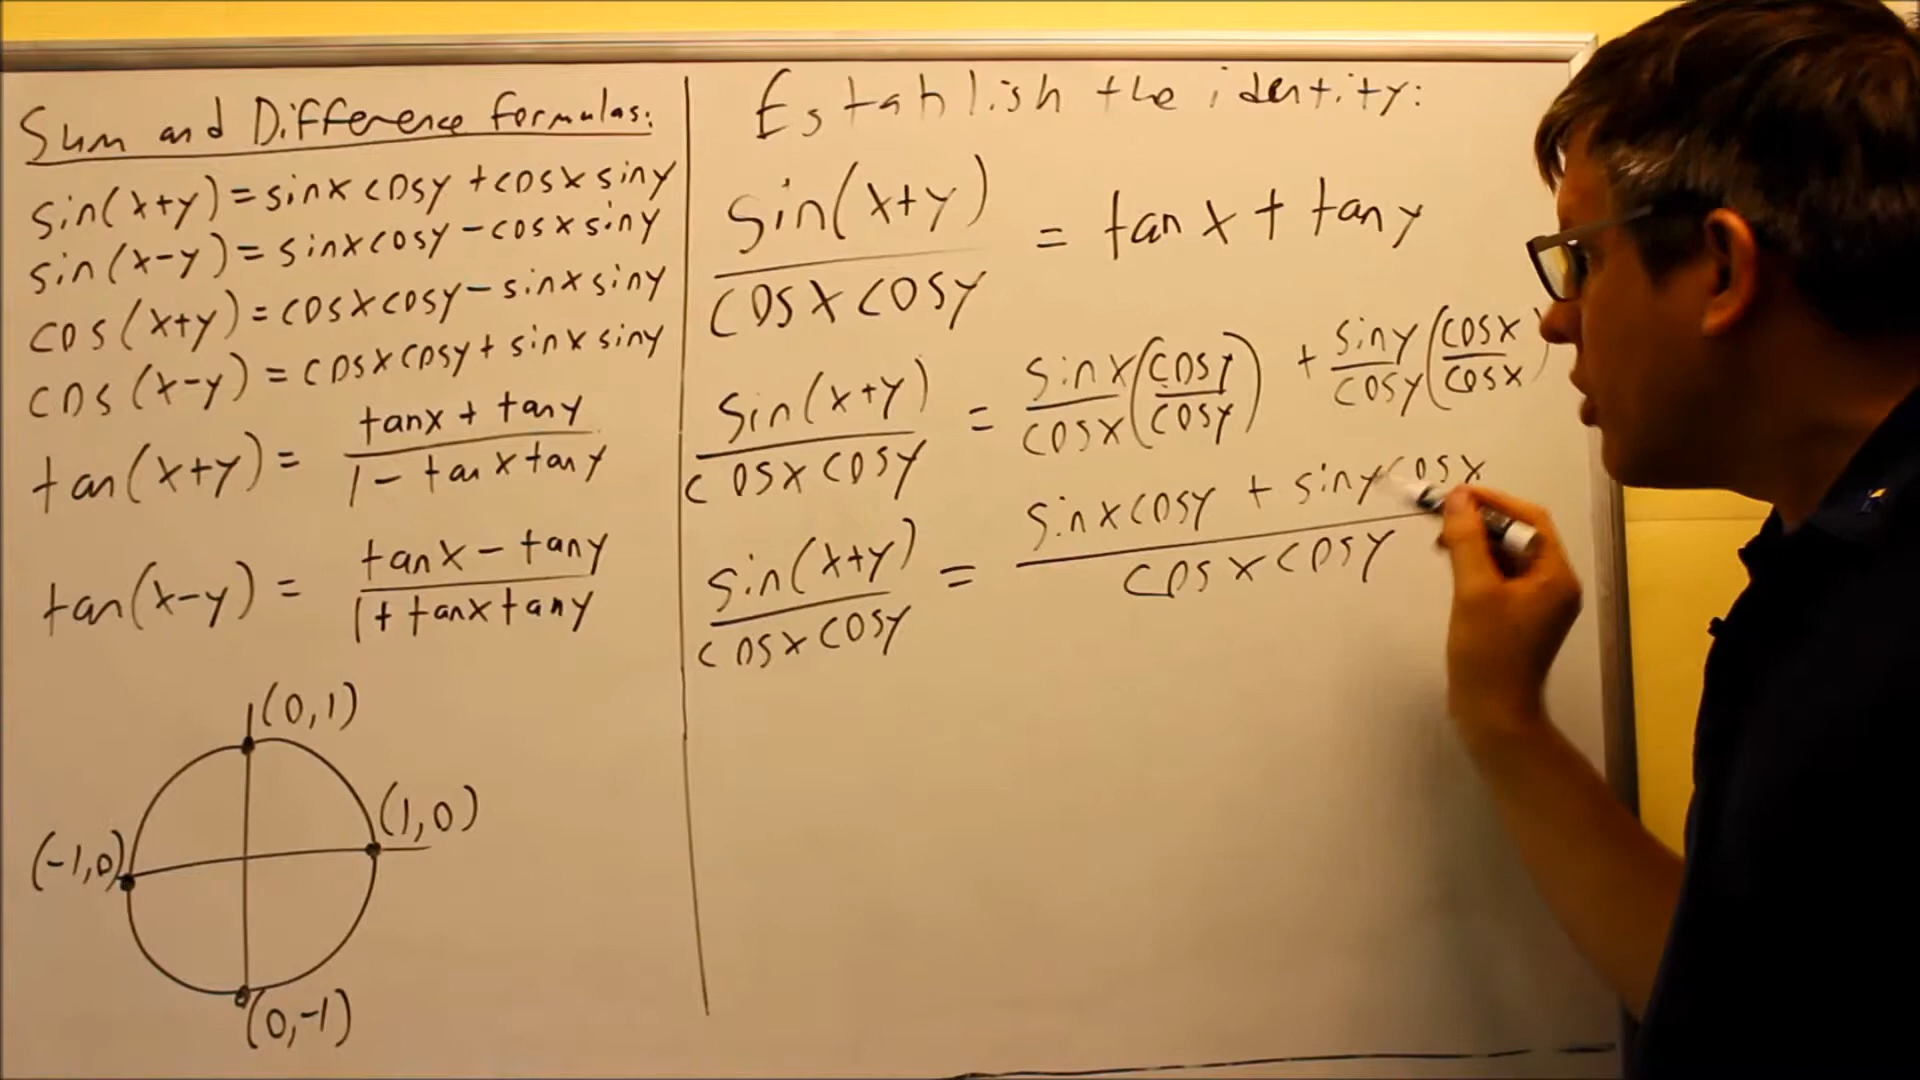 Sum and Difference formulas:
sin(x+y) = sinx cosy + cosx siny
sin(x-y) = sinx cosy - cosx siny
cos(x+y) = cosx cosy - sinx siny
cos(x-y) = cosx cosy + sinx siny
tan(x+y) = tanx + tany / 1 - tanx tany
tan(x-y) = tanx - tany / 1 + tanx tany
(0,1)
(1,0)
(-1,0)
(0,-1)
Establish the identity:
sin(x+y) / cosx cosy = tanx + tany
sin(x+y) / cosx cosy = sinx / cosx (cosy / cosy) + siny / cosy (cosx / cosx)
sin(x+y) / cosx cosy = sinx cosy + siny cosx / cosx cosy